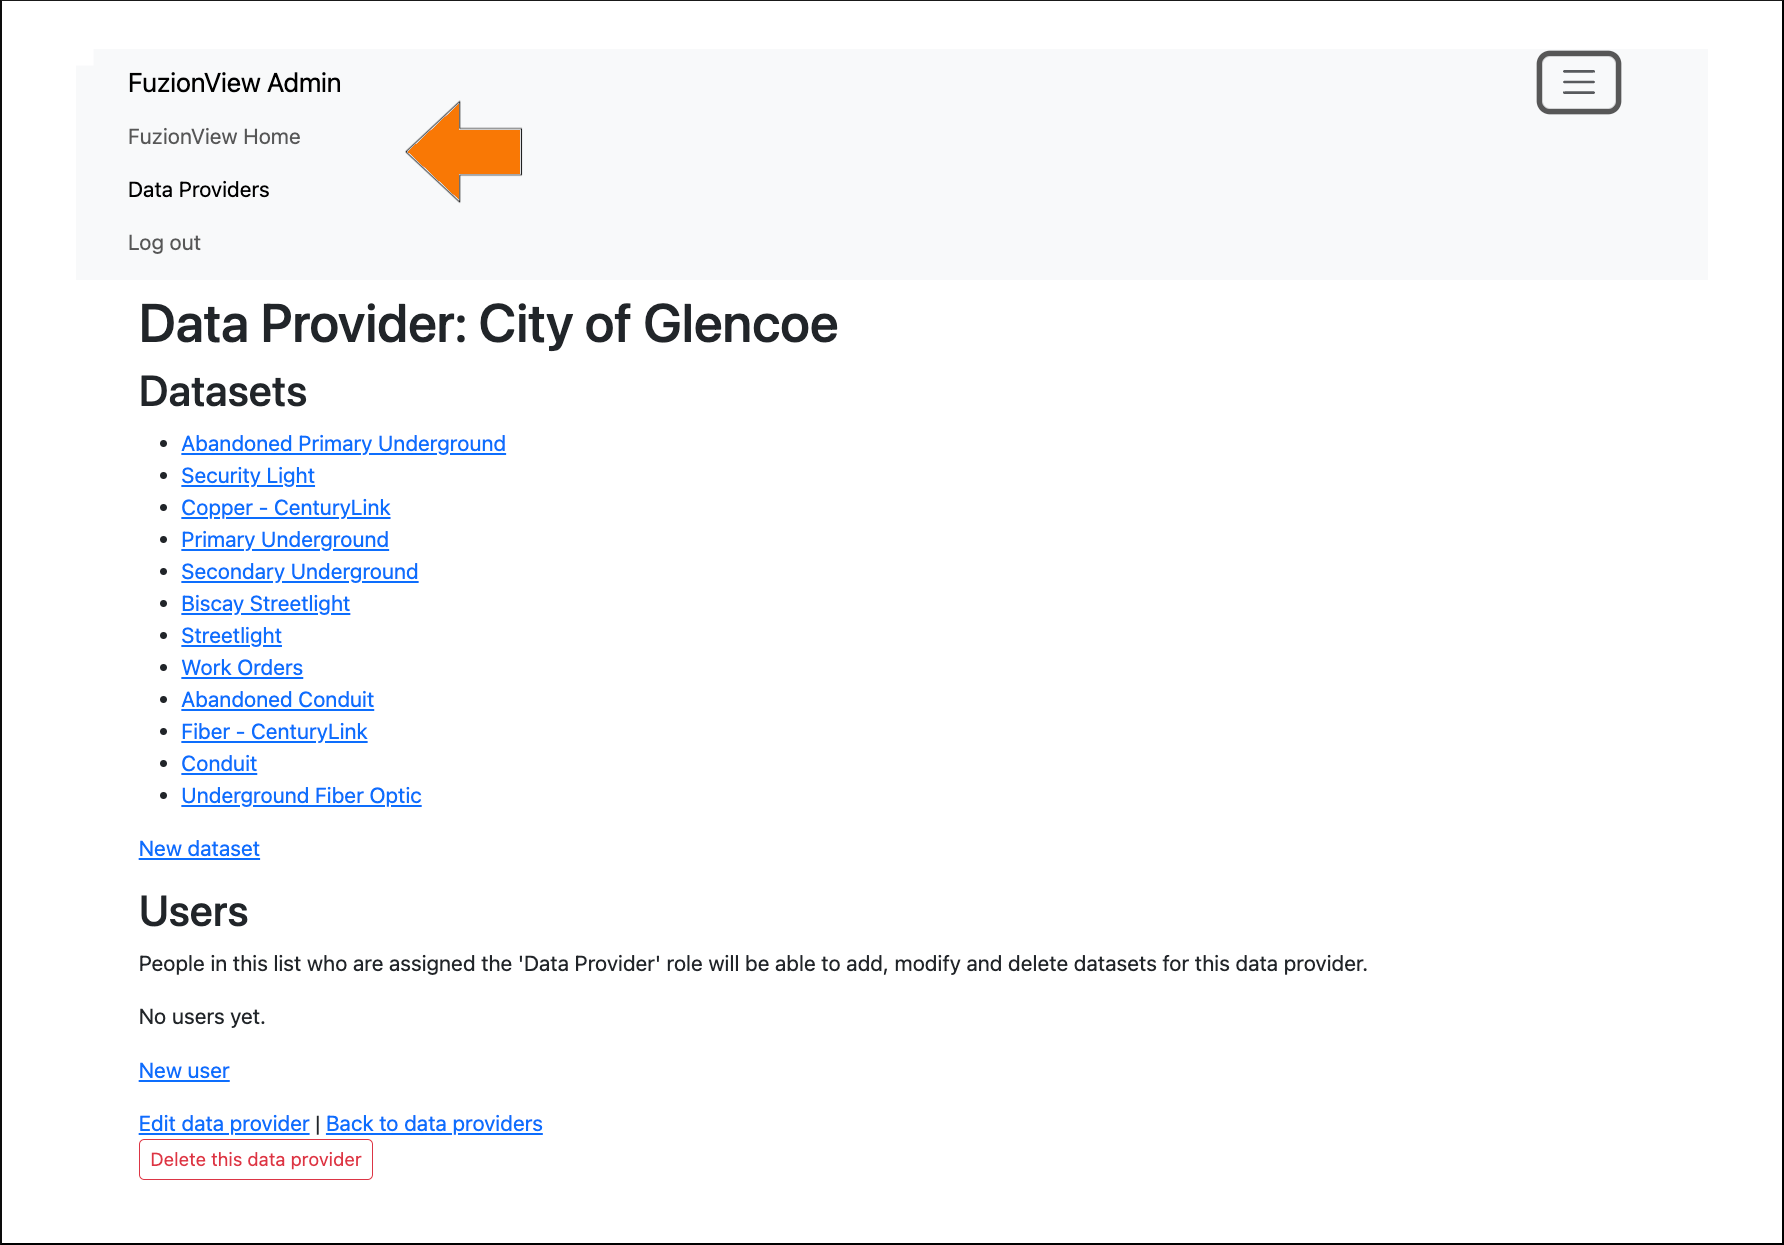 FuzionView Admin
FuzionView Home
Data Providers
Log out
Data Provider: City of Glencoe
Datasets
Abandoned Primary Underground
Security Light
Copper - CenturyLink
Primary Underground
Secondary Underground
Biscay Streetlight
Streetlight
Work Orders
Abandoned Conduit
Fiber - CenturyLink
Conduit
Underground Fiber Optic
New dataset
Users
People in this list who are assigned the 'Data Provider' role will be able to add, modify and delete datasets for this data provider.
No users yet.
New user
Edit data provider | Back to data providers
Delete this data provider